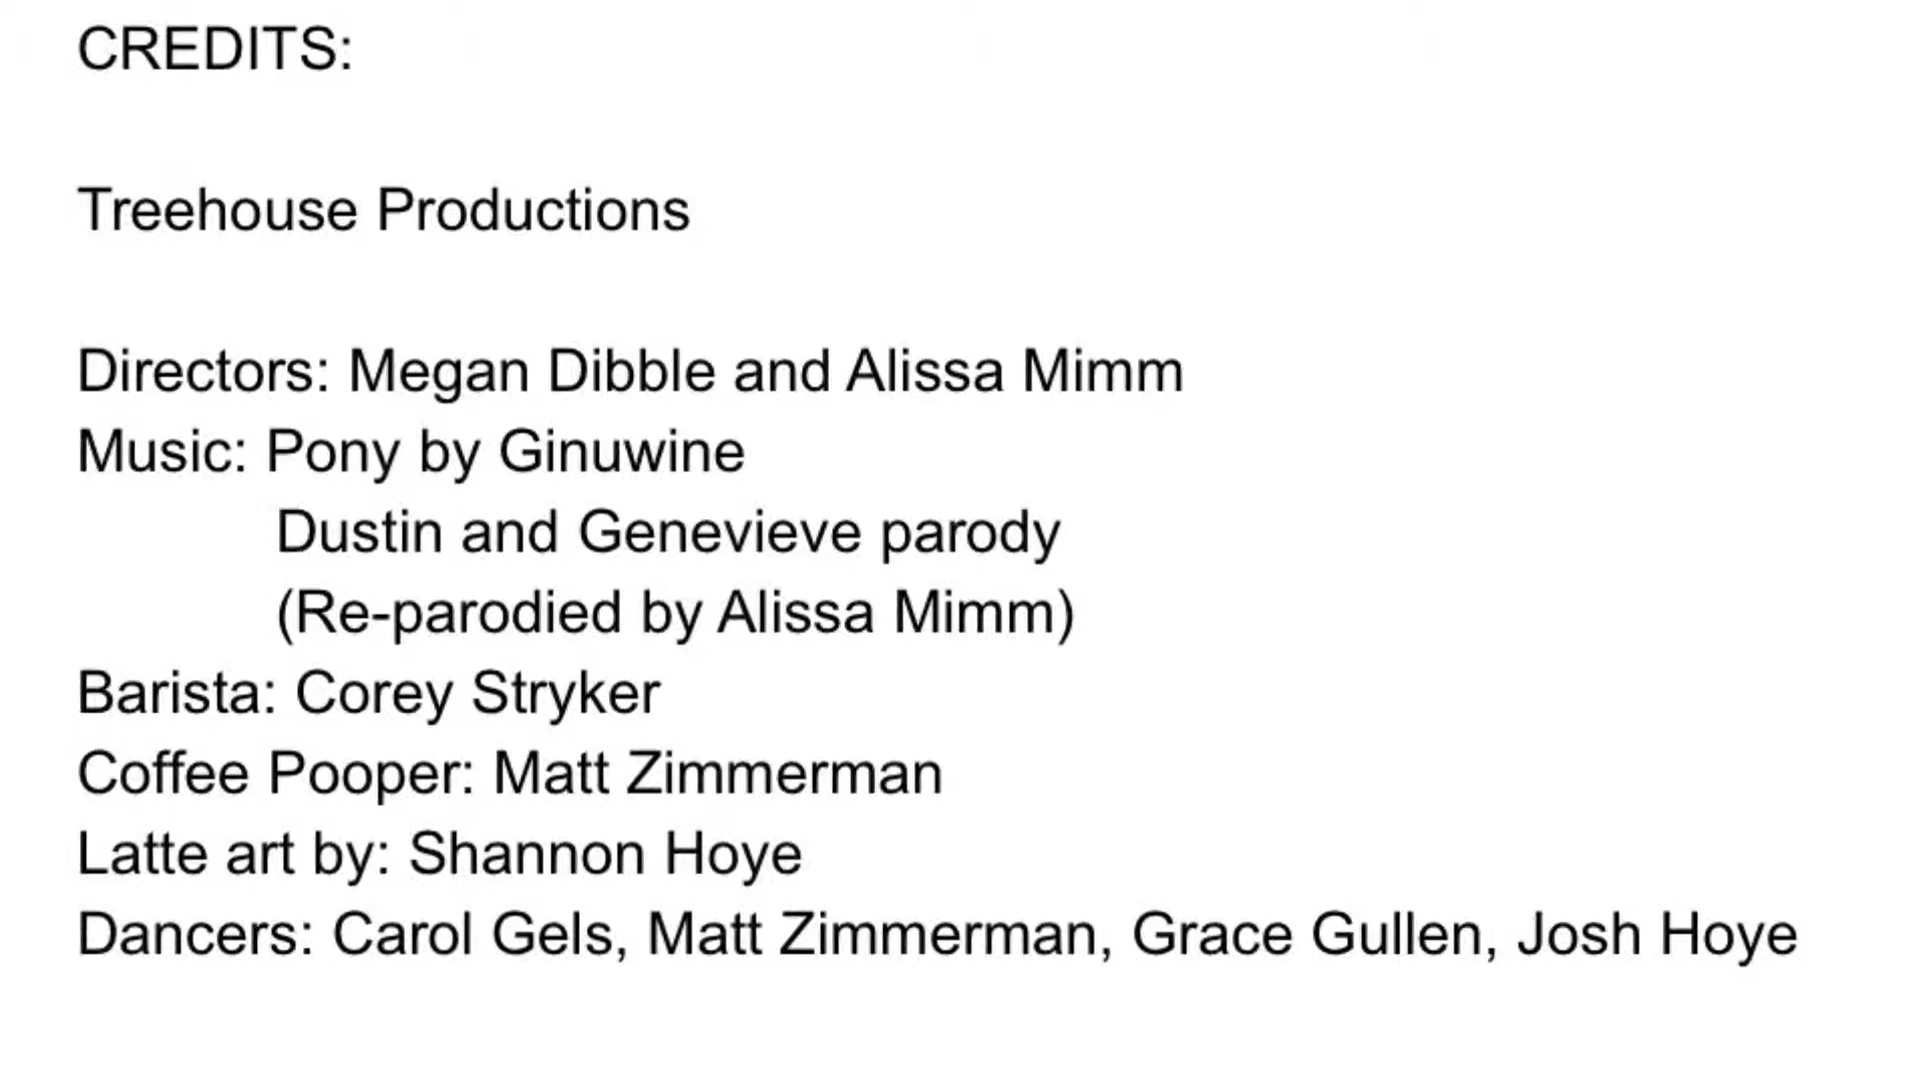 CREDITS:
Treehouse Productions
Directors: Megan Dibble and Alissa Mimm
Music: Pony by Ginuwine
Dustin and Genevieve parody
(Re-parodied by Alissa Mimm)
Barista: Corey Stryker
Coffee Pooper: Matt Zimmerman
Latte art by: Shannon Hoye
Dancers: Carol Gels, Matt Zimmerman, Grace Gullen, Josh Hoye